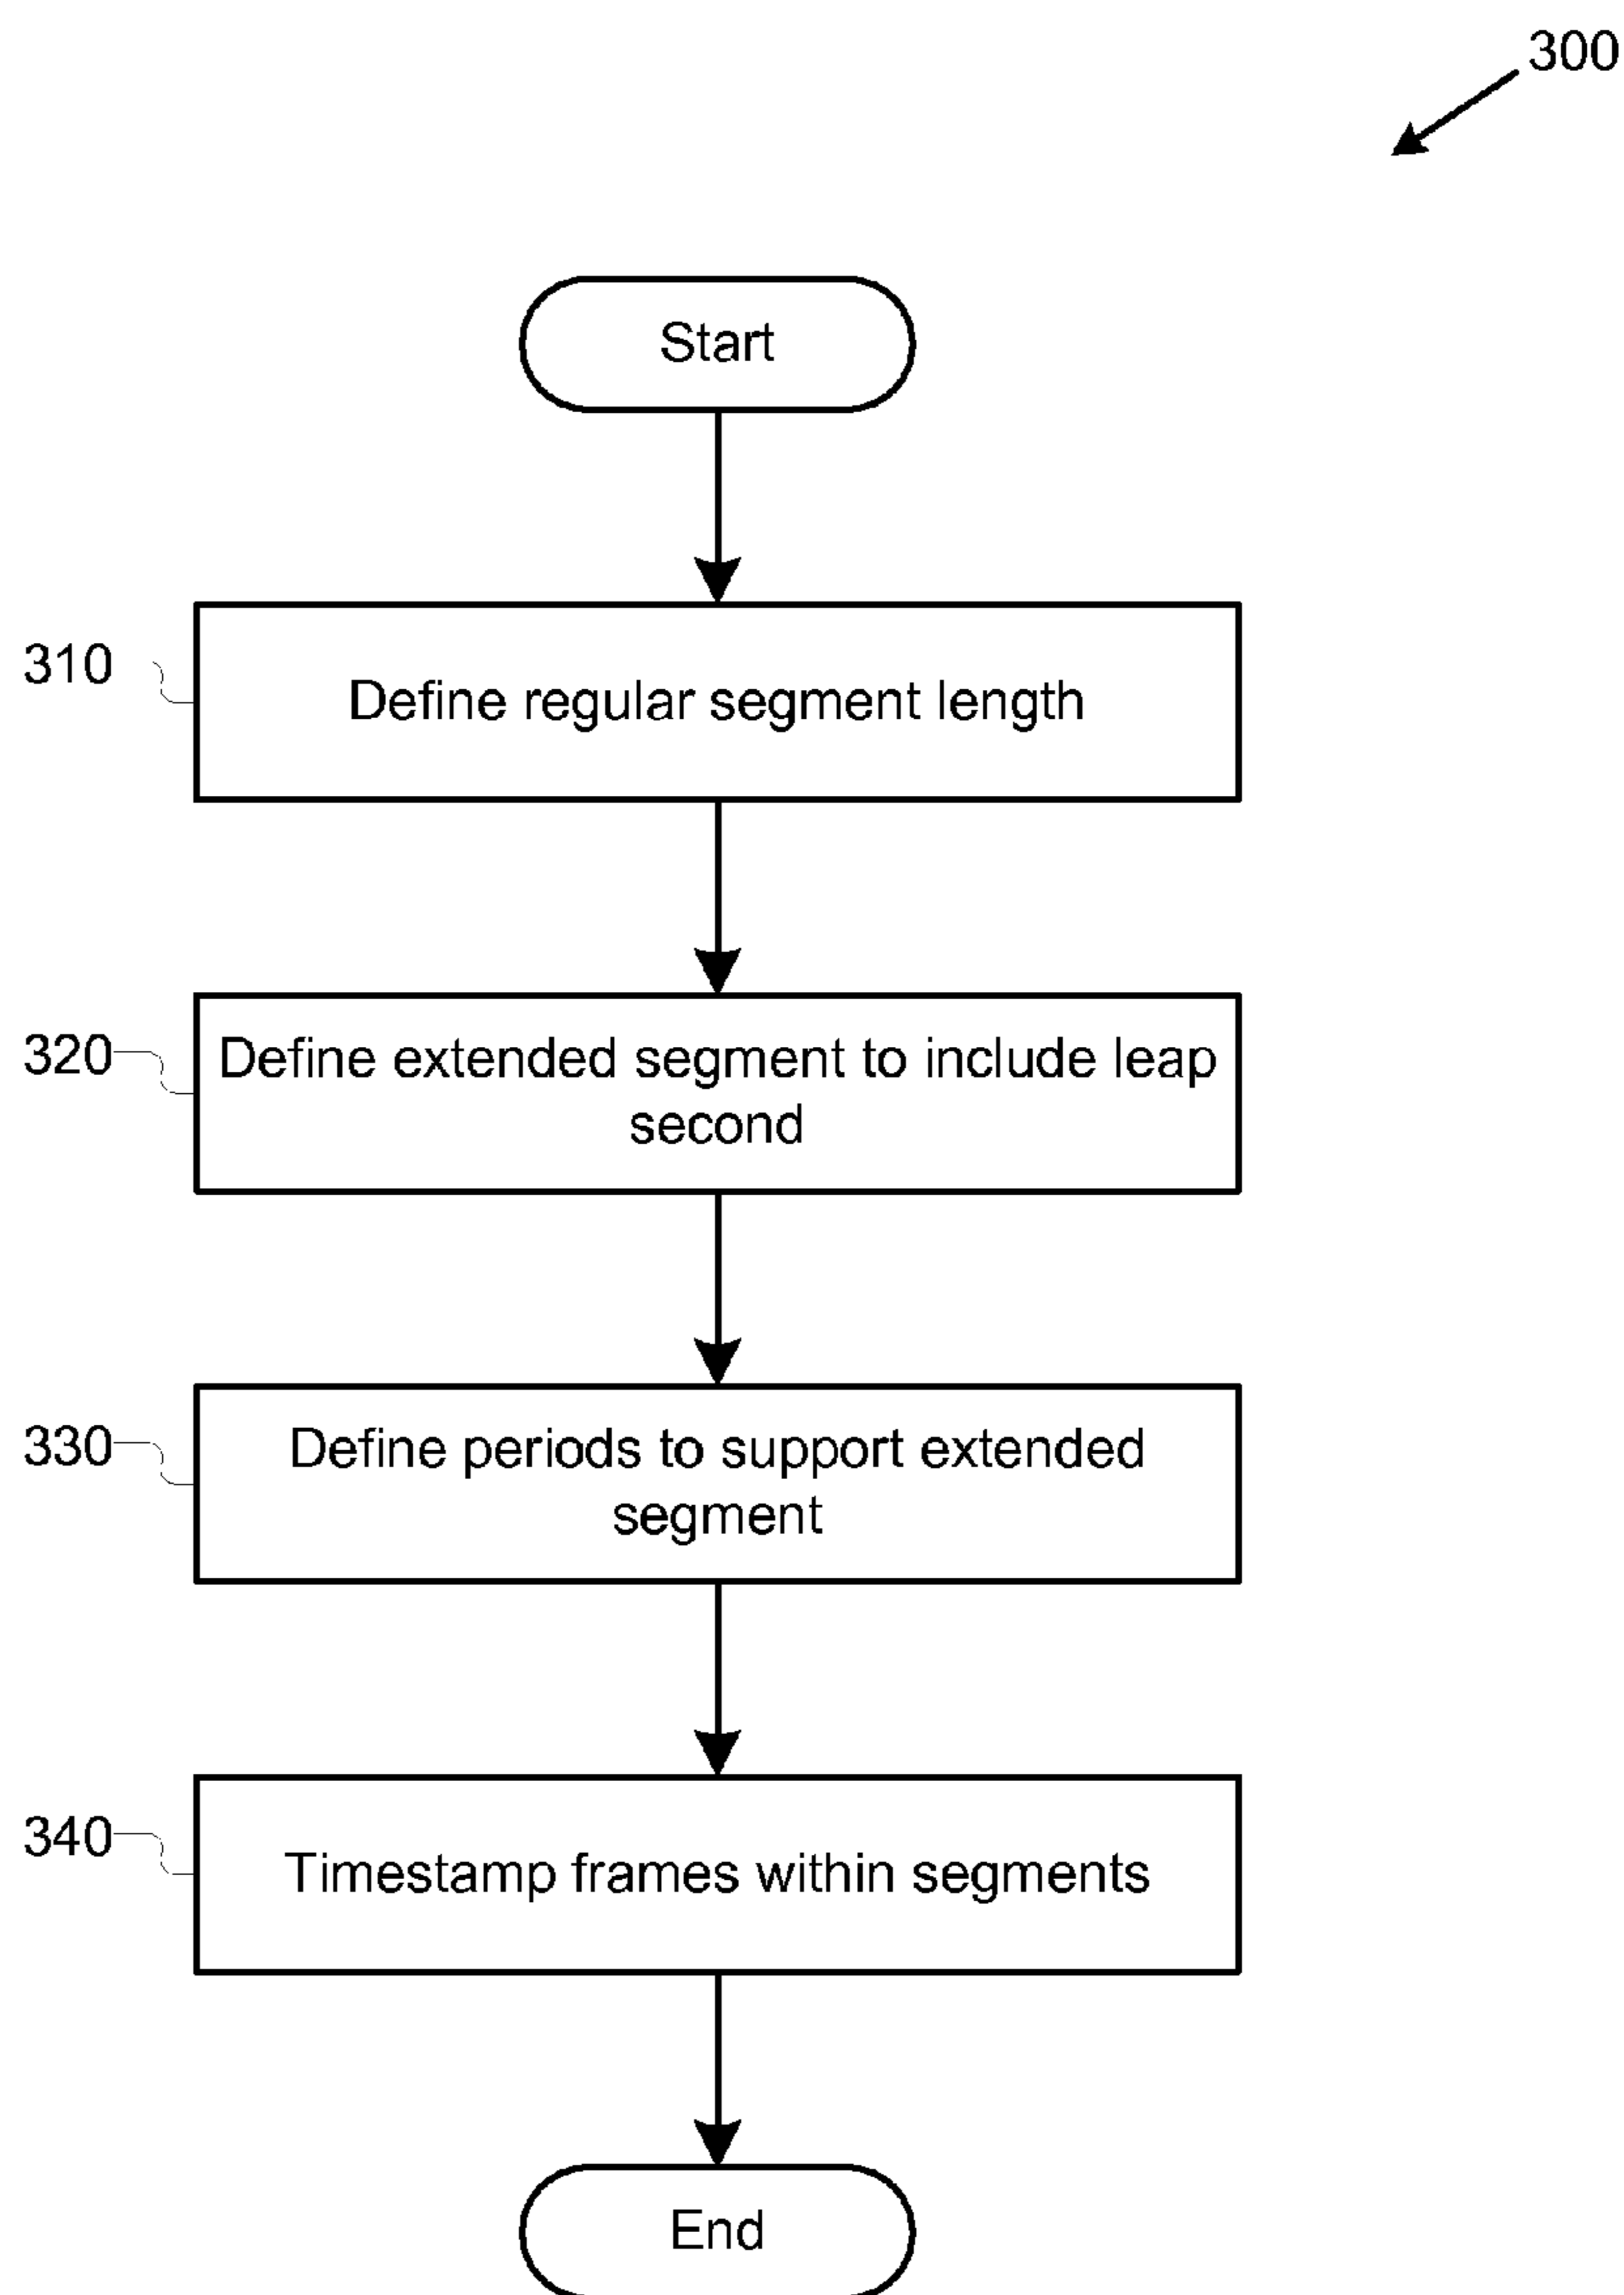 300
Start
310
Define regular segment length
320
Define extended segment to include leap
second
330
Define periods to support extended
segment
340
Timestamp frames within segments
End